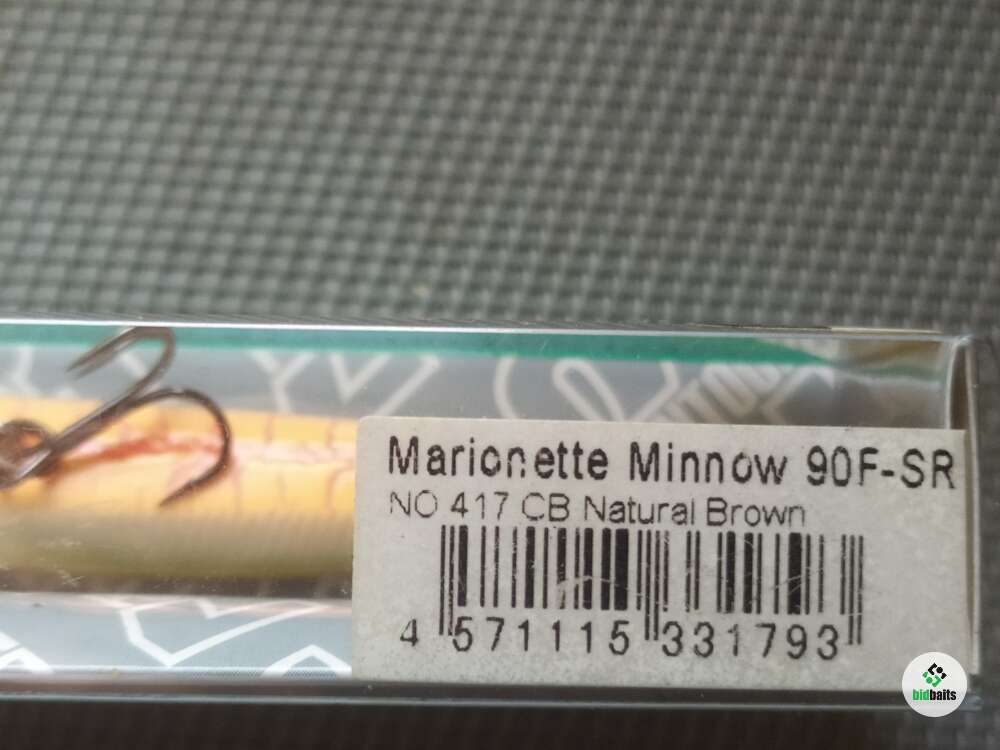 Marionette Minnow 90F-SR
NO 417 CB Natural Brown
4 571115 331793
bidbaits